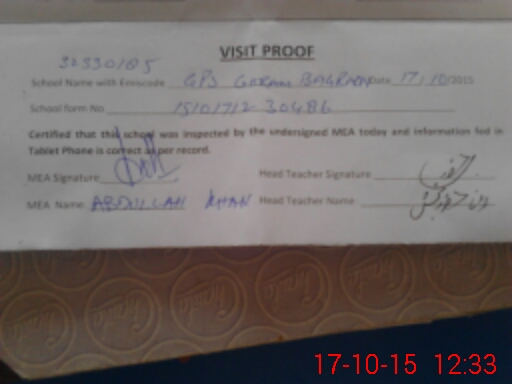 VISIT PROOF
32330105
School Name with Emiscode GPS GORAM BAGRAEN Date 17/10/2015
School form No 15101712 30486
Certified that this school was inspected by the undersigned MEA today and information fed in
Tablet Phone is correct as per record.
MEA Signature Head Teacher Signature
MEA Name ABDULLAH KHAN Head Teacher Name
17-10-15 12:33